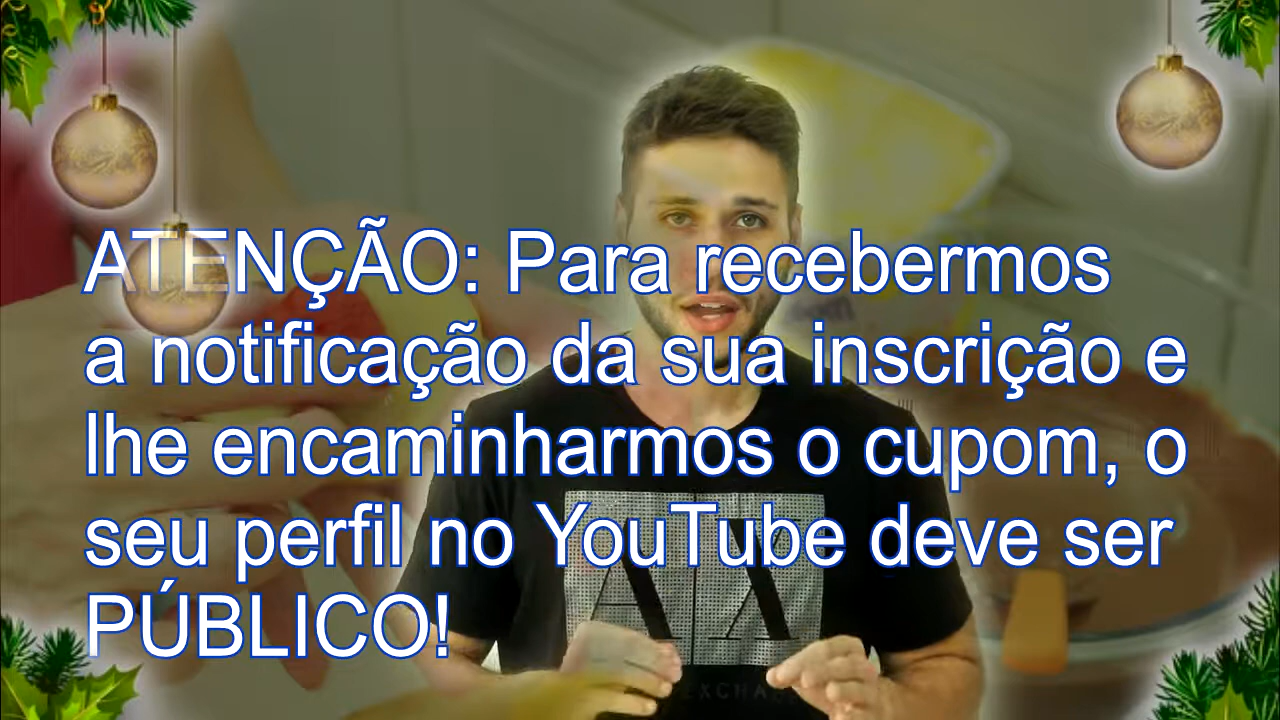 ATENÇÃO: Para recebermos
a notificação da sua inscrição e
lhe encaminharmos o cupom, o
seu perfil no YouTube deve ser
PÚBLICO!
A|X